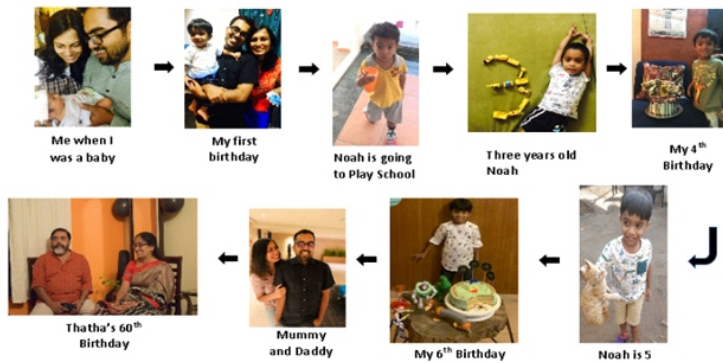 Me when I
was a baby
My first
birthday
Noah is going
to Play School
Three years old
Noah
My 4th
Birthday
Noah is 5
My 6th Birthday
Mummy
and Daddy
Thatha's 60th
Birthday